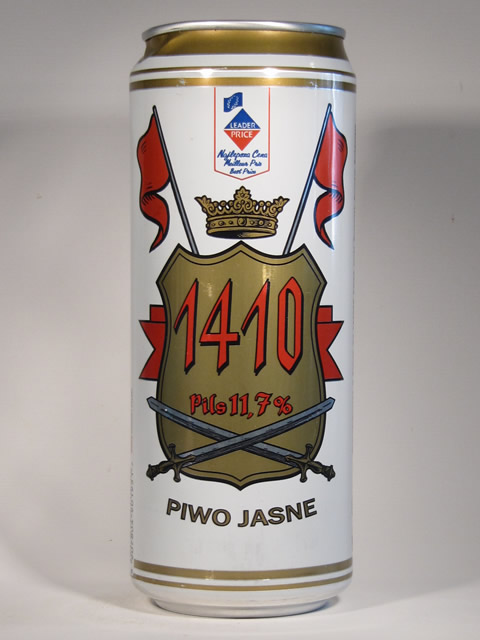 LEADER
PRICE
Najlepsza Cena
Meilleur Prix
Best Price
1410
Pils 11,7%
PIWO JASNE